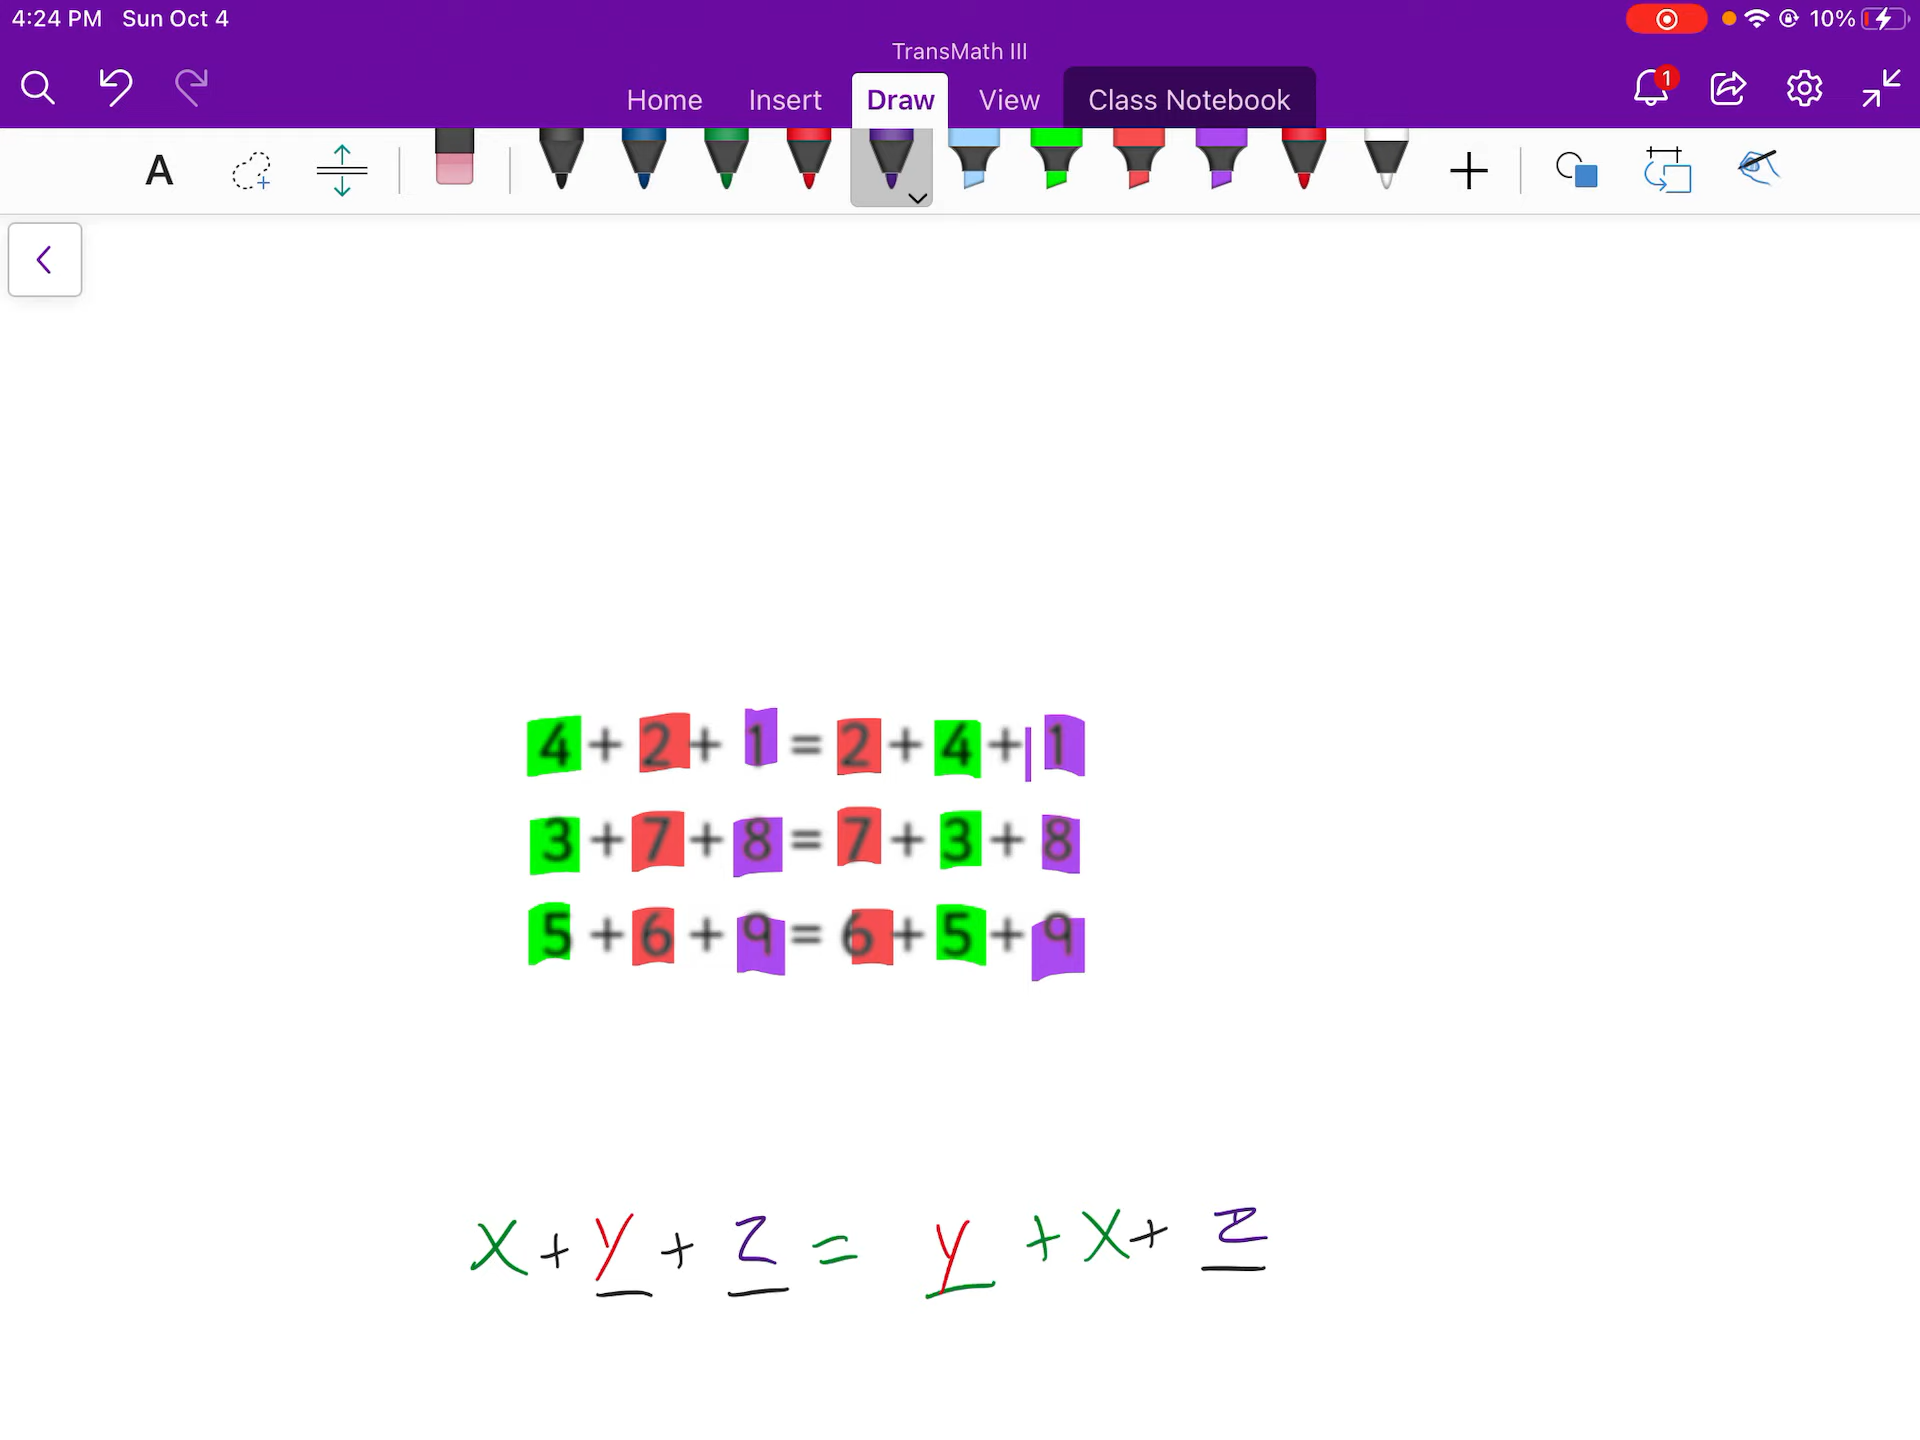 4:24 PM Sun Oct 4 10%
TransMath III
1
Home Insert Draw View Class Notebook
A
4 + 2 + 1 = 2 + 4 + 1
3 + 7 + 8 = 7 + 3 + 8
5 + 6 + 9 = 6 + 5 + 9
x + y + z = y + x + z